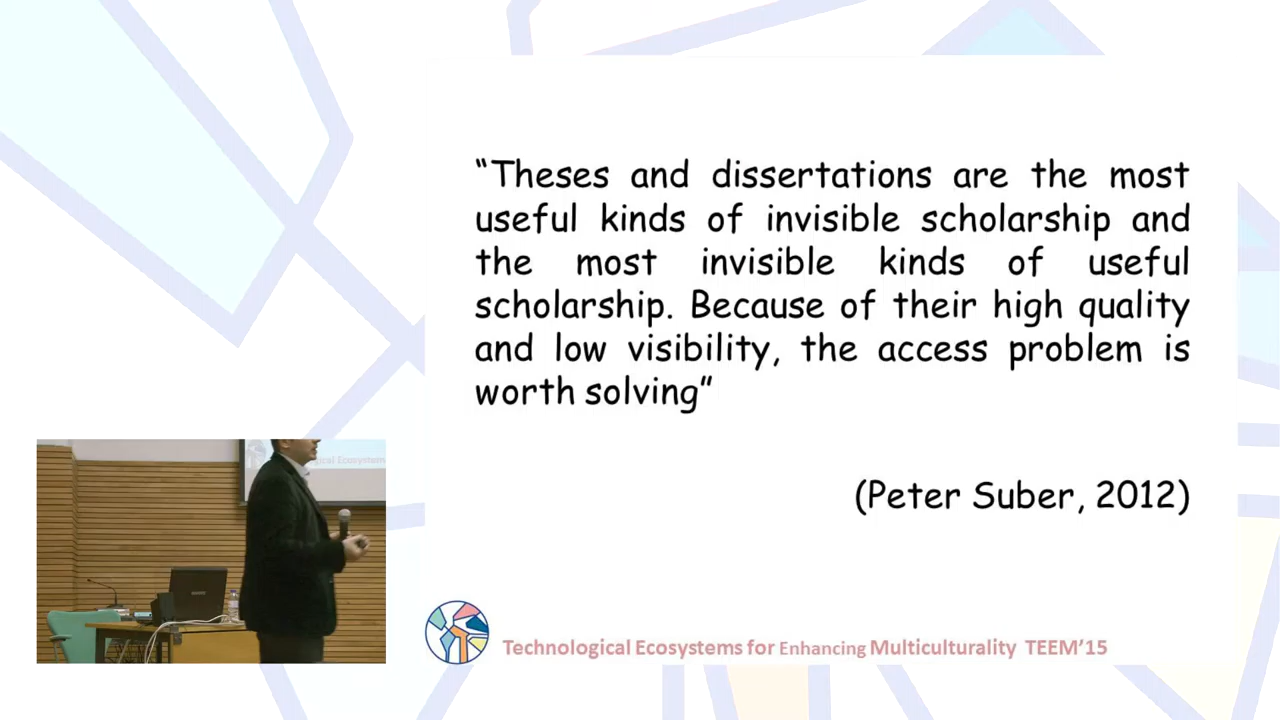 “Theses and dissertations are the most
useful kinds of invisible scholarship and
the most invisible kinds of useful
scholarship. Because of their high quality
and low visibility, the access problem is
worth solving”
(Peter Suber, 2012)
Technological Ecosystems for Enhancing Multiculturality TEEM’15
ogical Ecosystems